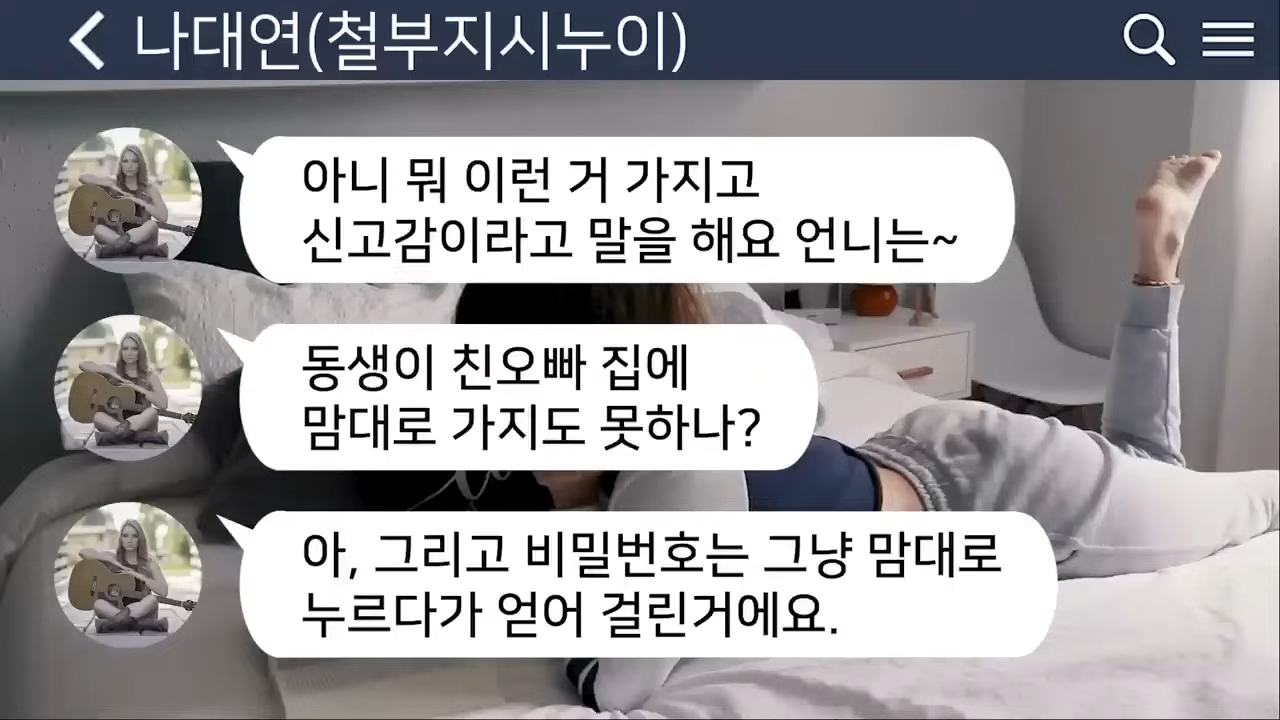 나대연(철부지시누이)
아니 뭐 이런 거 가지고
신고감이라고 말을 해요 언니는~
동생이 친오빠 집에
맘대로 가지도 못하나?
아, 그리고 비밀번호는 그냥 맘대로
누르다가 얻어 걸린거에요.